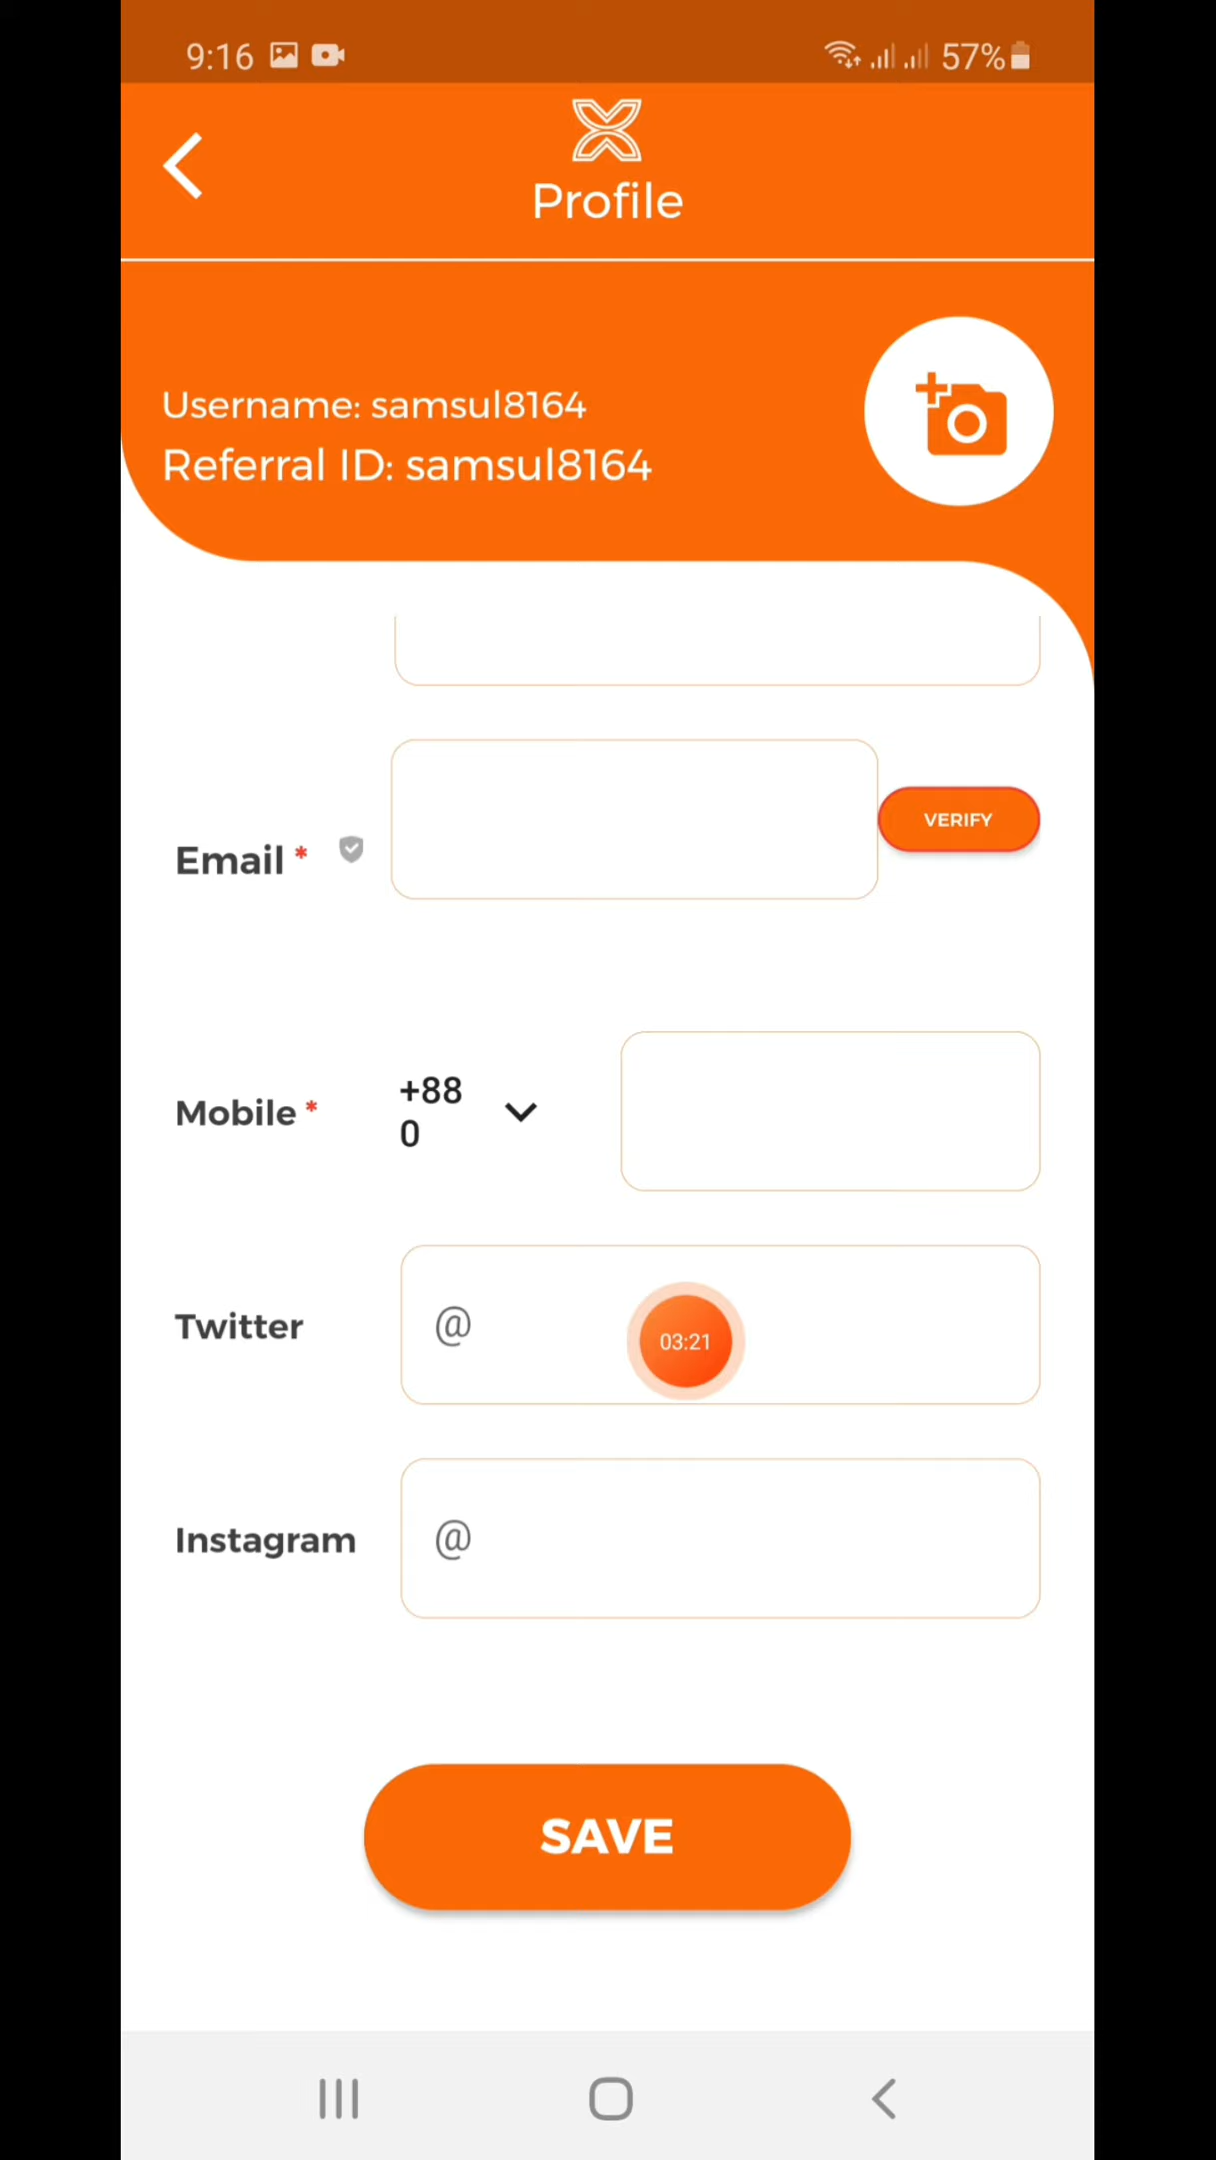 9:16 57%
Profile
Username: samsul8164
Referral ID: samsul8164
Email * VERIFY
Mobile * +88
0
Twitter @ 03:21
Instagram @
SAVE